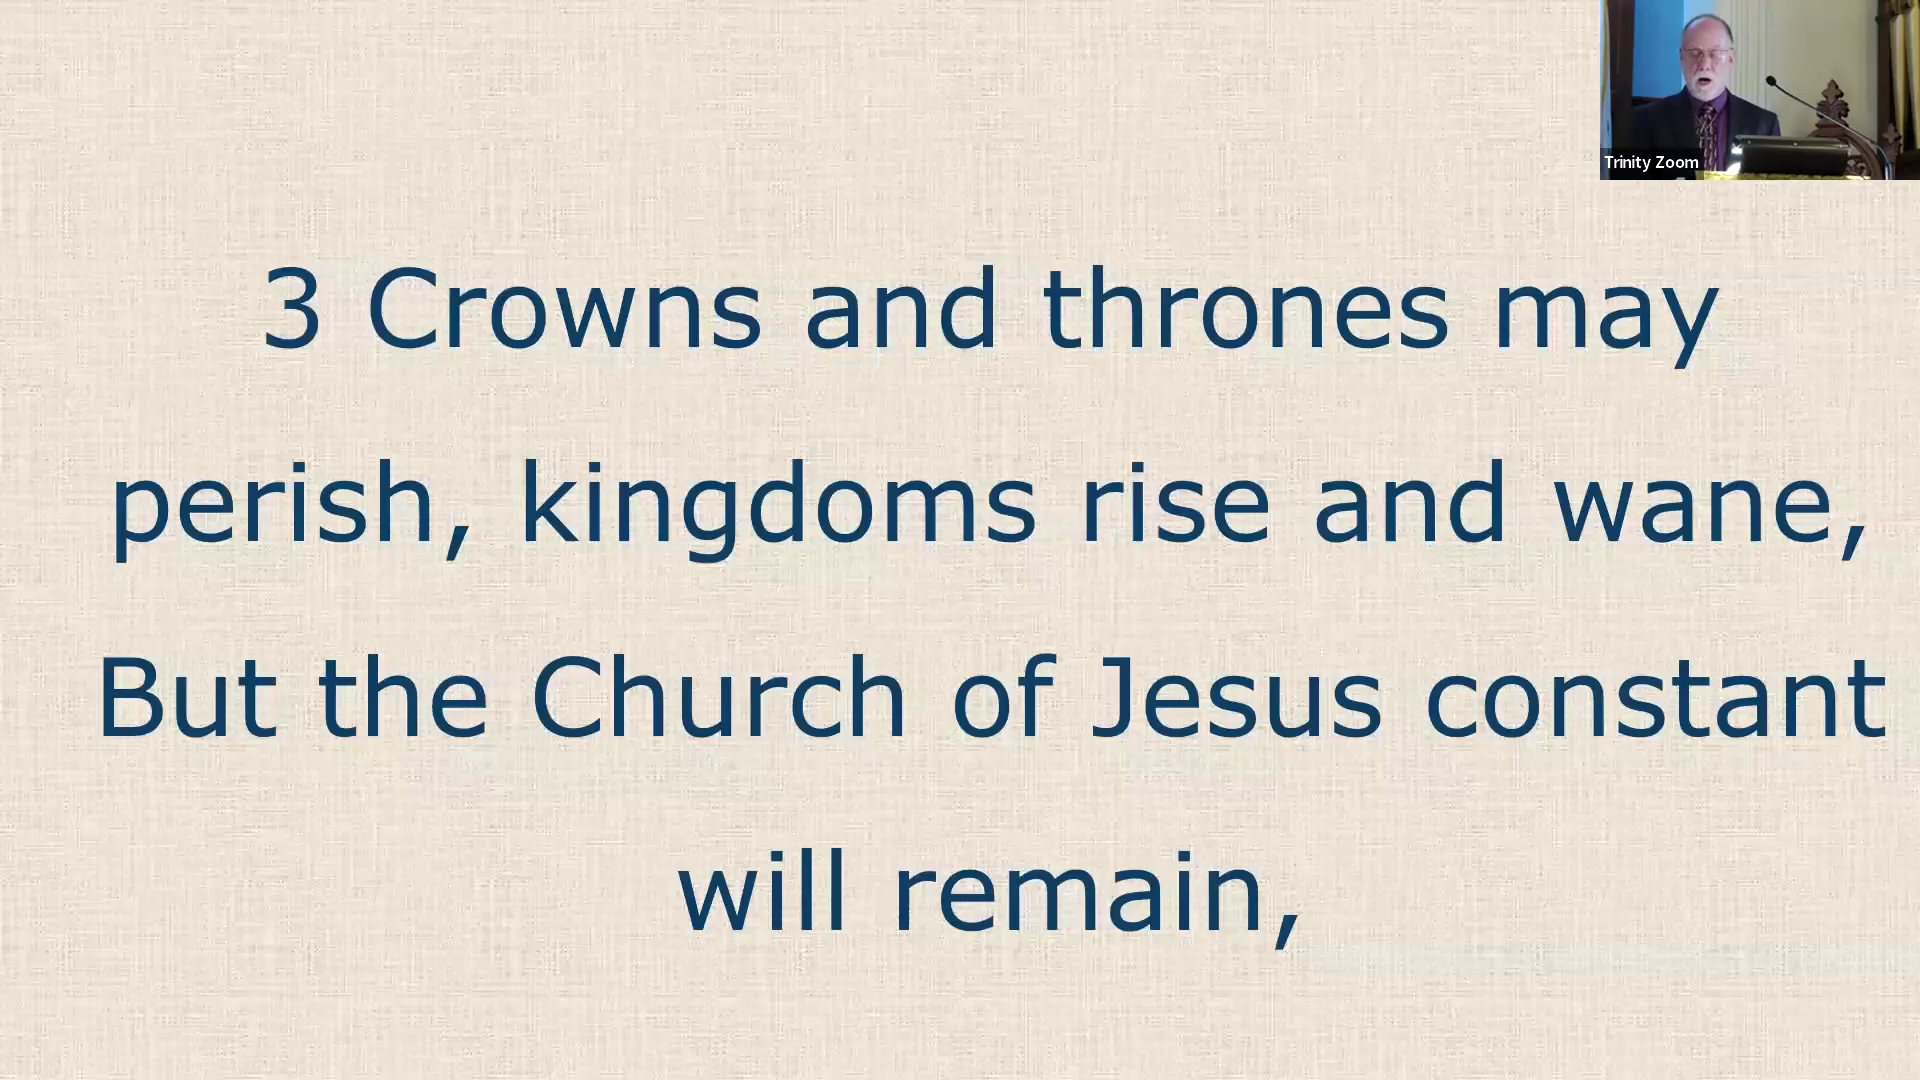 Trinity Zoom
3 Crowns and thrones may
perish, kingdoms rise and wane,
But the Church of Jesus constant
will remain,